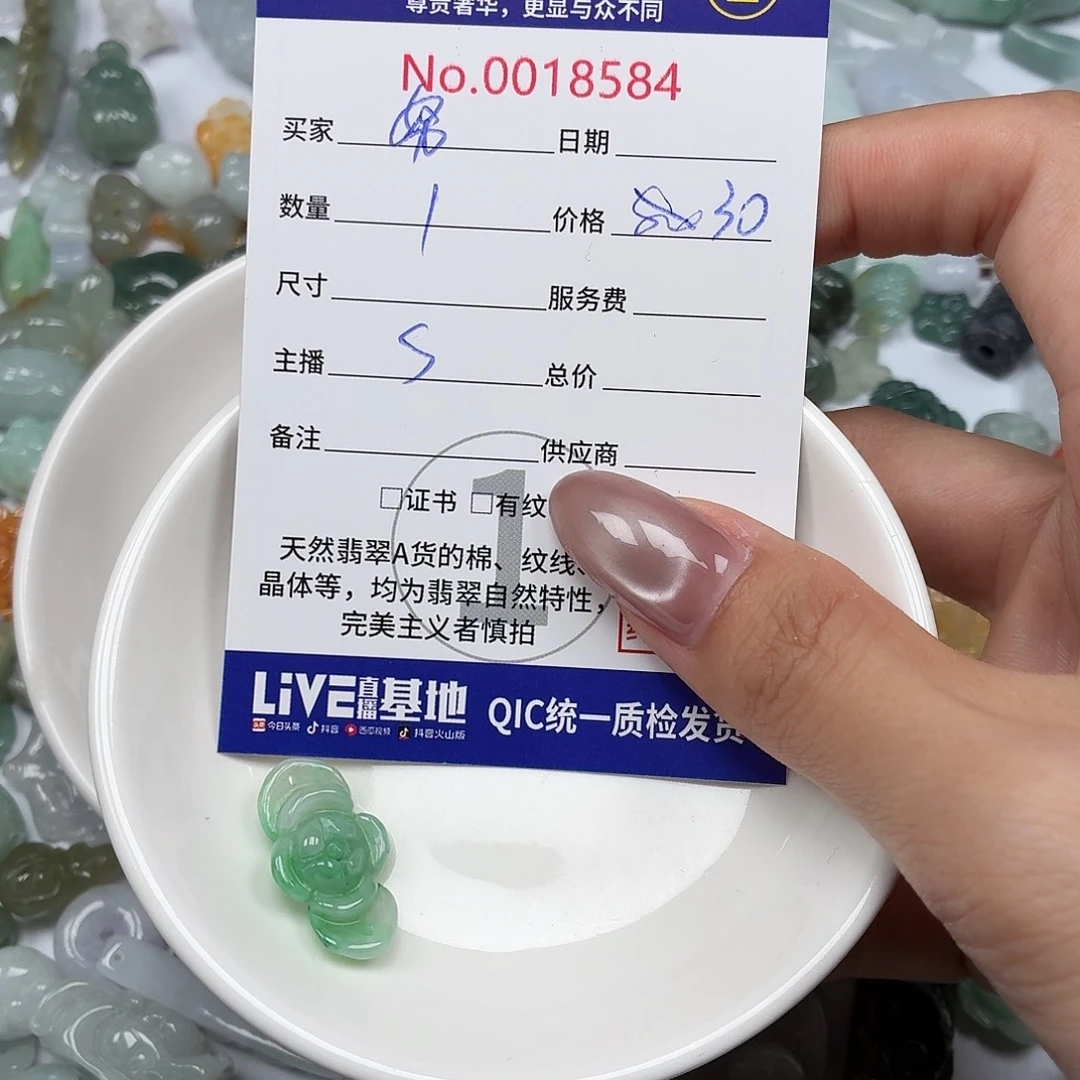 尊贵奢华，更显与众不同
No.0018584
买家 日期
数量 1 价格 30
尺寸 服务费
主播 S 总价
备注 供应商
□证书 □有纹
1
天然翡翠A货的棉、纹线、
晶体等，均为翡翠自然特性，
完美主义者慎拍
LiVE直播基地 QIC统一质检发货
今日头条 抖音 西瓜视频 抖音火山版